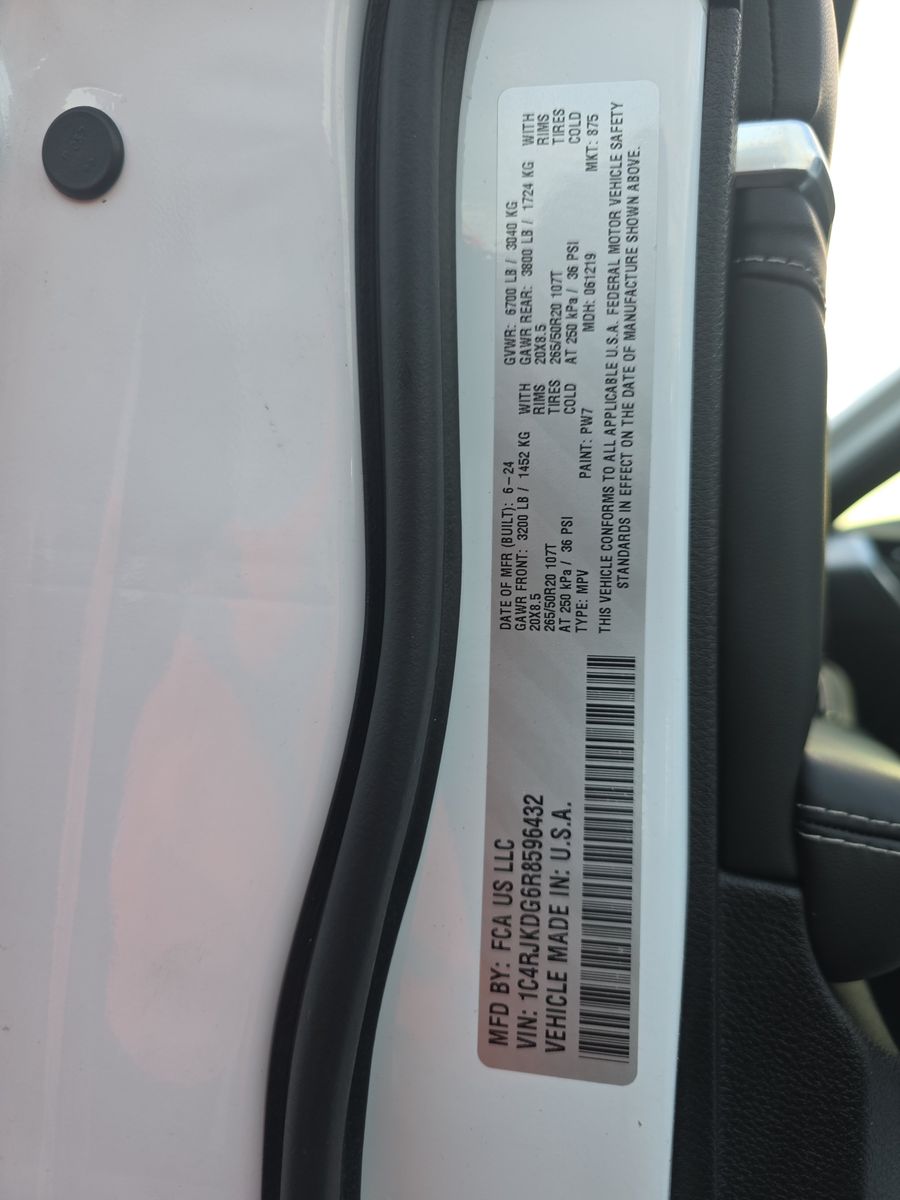 MFD BY: FCA US LLC
VIN: 1C4RJKDG6R8596432
VEHICLE MADE IN: U.S.A.
DATE OF MFR (BUILT): 6-24 GVWR: 6700 LB / 3040 KG
GAWR FRONT: 3200 LB / 1452 KG WITH GAWR REAR: 3800 LB / 1724 KG WITH
20X8.5 RIMS 20X8.5 RIMS
265/50R20 107T TIRES 265/50R20 107T TIRES
AT 250 kPa / 36 PSI COLD AT 250 kPa / 36 PSI COLD
TYPE: MPV PAINT: PW7 MDH: 061219 MKT: 875
THIS VEHICLE CONFORMS TO ALL APPLICABLE U.S.A. FEDERAL MOTOR VEHICLE SAFETY
STANDARDS IN EFFECT ON THE DATE OF MANUFACTURE SHOWN ABOVE.